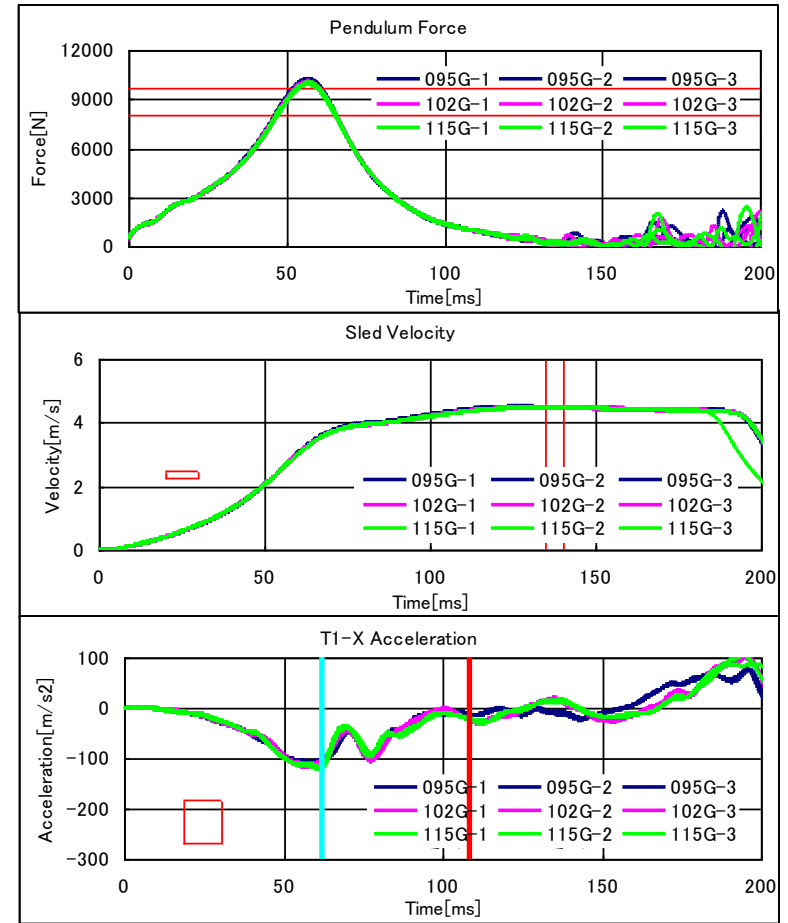 Pendulum Force
12000
9000
6000
3000
0
Force[N]
095G-1 095G-2 095G-3
102G-1 102G-2 102G-3
115G-1 115G-2 115G-3
0 50 100 150 200
Time[ms]
Sled Velocity
6
4
2
0
Velocity[m/s]
095G-1 095G-2 095G-3
102G-1 102G-2 102G-3
115G-1 115G-2 115G-3
0 50 100 150 200
Time[ms]
T1-X Acceleration
100
0
-100
-200
-300
Acceleration[m/s2]
095G-1 095G-2 095G-3
102G-1 102G-2 102G-3
115G-1 115G-2 115G-3
0 50 100 150 200
Time[ms]